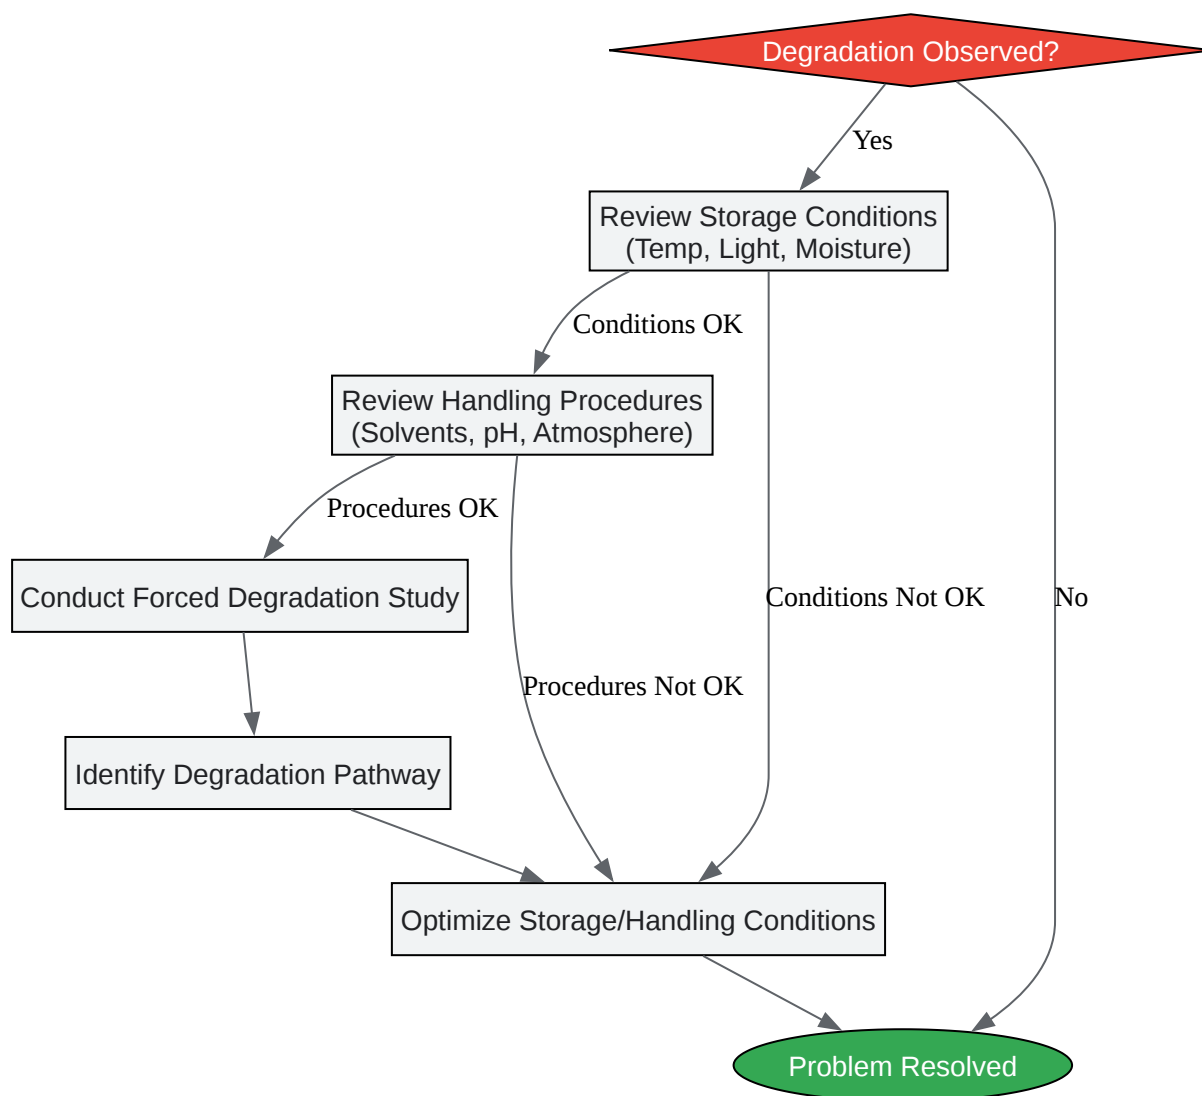 Degradation Observed?
Yes
Review Storage Conditions
(Temp, Light, Moisture)
Conditions OK
Review Handling Procedures
(Solvents, pH, Atmosphere)
Procedures OK
Conduct Forced Degradation Study
Conditions Not OK
No
Procedures Not OK
Identify Degradation Pathway
Optimize Storage/Handling Conditions
Problem Resolved